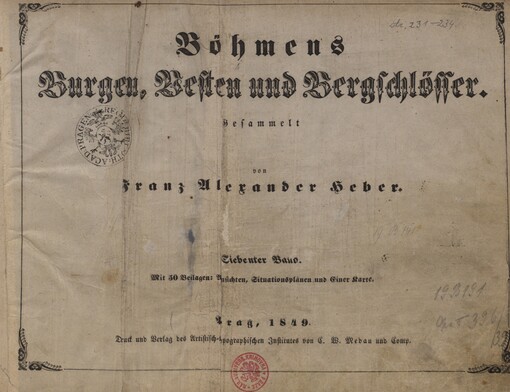 Böhmens
Burgen, Vesten und Bergschlösser.
Gesammelt
von
Franz Alexander Heber.
Siebenter Band.
Mit 30 Beilagen: Ansichten, Situationsplänen und Einer Karte.
Prag, 1849.
Druck und Verlag des Artistisch-typographischen Institutes von C. W. Medau und Comp.